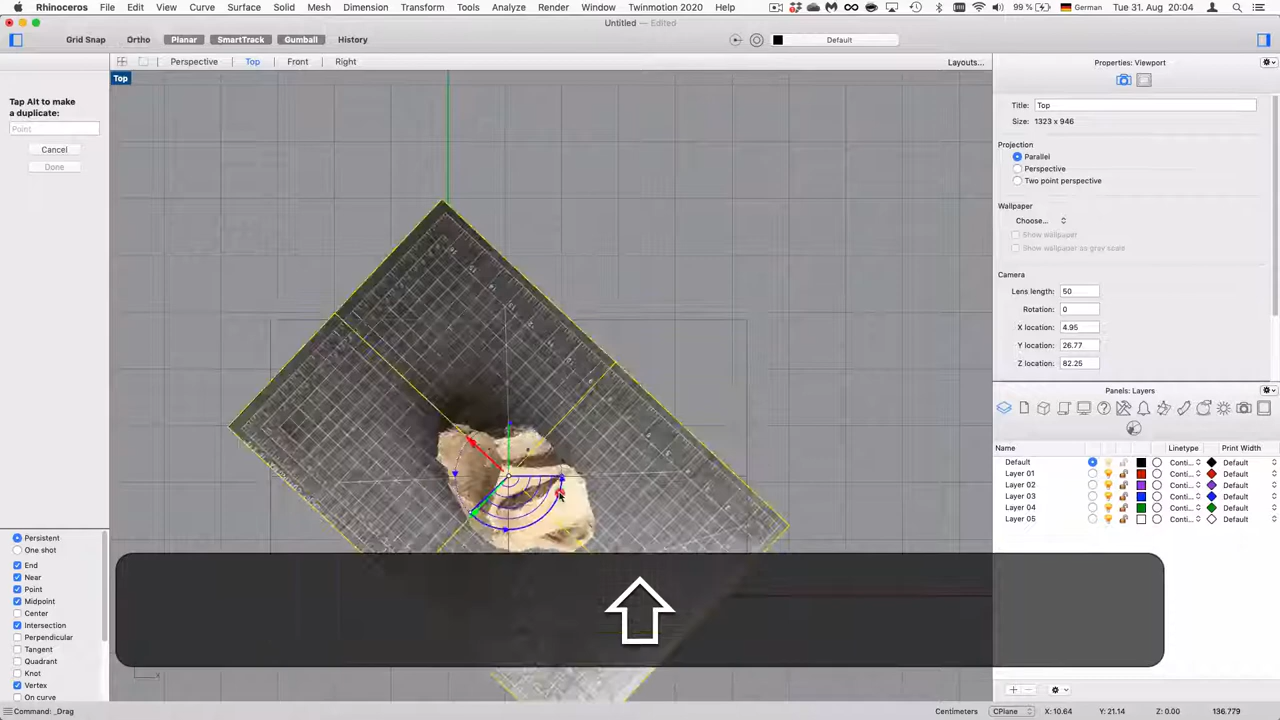 Rhinoceros File Edit View Curve Surface Solid Mesh Dimension Transform Tools Analyze Render Window Twinmotion 2020 Help 99 % German Tue 31. Aug 20:04
Untitled — Edited
Grid Snap Ortho Planar SmartTrack Gumball History Default
Perspective Top Front Right Layouts...
Top
Tap Alt to make
a duplicate:
Point
Cancel
Done
Persistent
One shot
End
Near
Point
Midpoint
Center
Intersection
Perpendicular
Tangent
Quadrant
Knot
Vertex
On curve
Properties: Viewport
Title: Top
Size: 1323 x 946
Projection
Parallel
Perspective
Two point perspective
Wallpaper
Choose...
Show wallpaper
Show wallpaper as gray scale
Camera
Lens length: 50
Rotation: 0
X location: 4.95
Y location: 26.77
Z location: 82.25
Panels: Layers
Name Linetype Print Width
Default Conti... Default
Layer 01 Conti... Default
Layer 02 Conti... Default
Layer 03 Conti... Default
Layer 04 Conti... Default
Layer 05 Conti... Default
Command: _Drag Centimeters CPlane X: 10.64 Y: 21.14 Z: 0.00 136.779